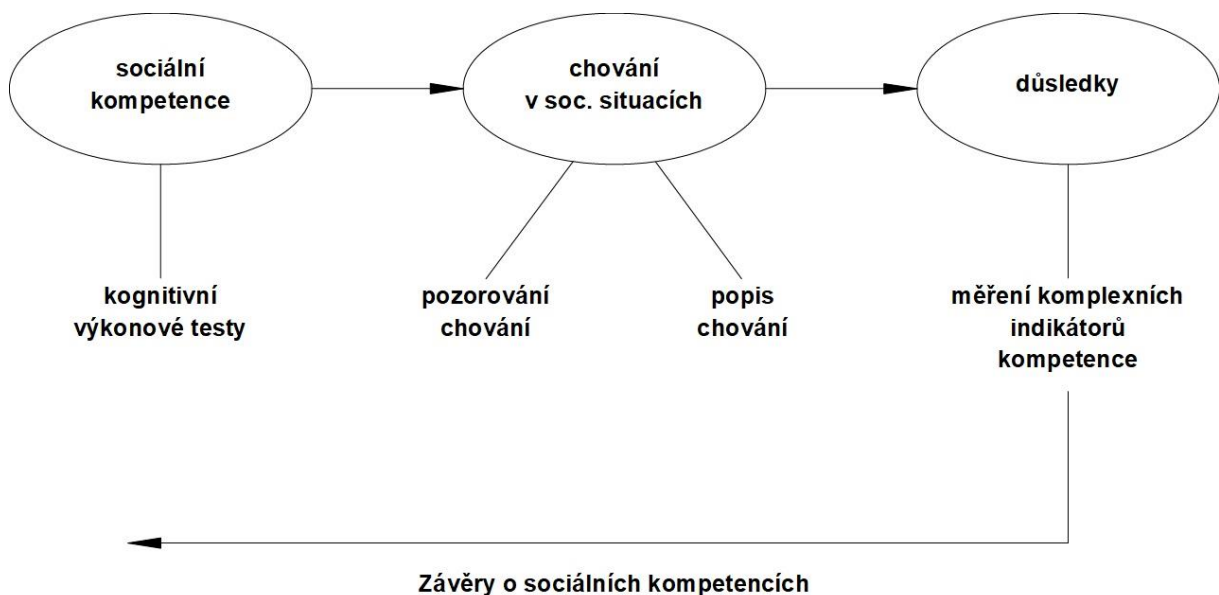 sociální
kompetence
chování
v soc. situacích
důsledky
kognitivní
výkonové testy
pozorování
chování
popis
chování
měření komplexních
indikátorů
kompetence
Závěry o sociálních kompetencích